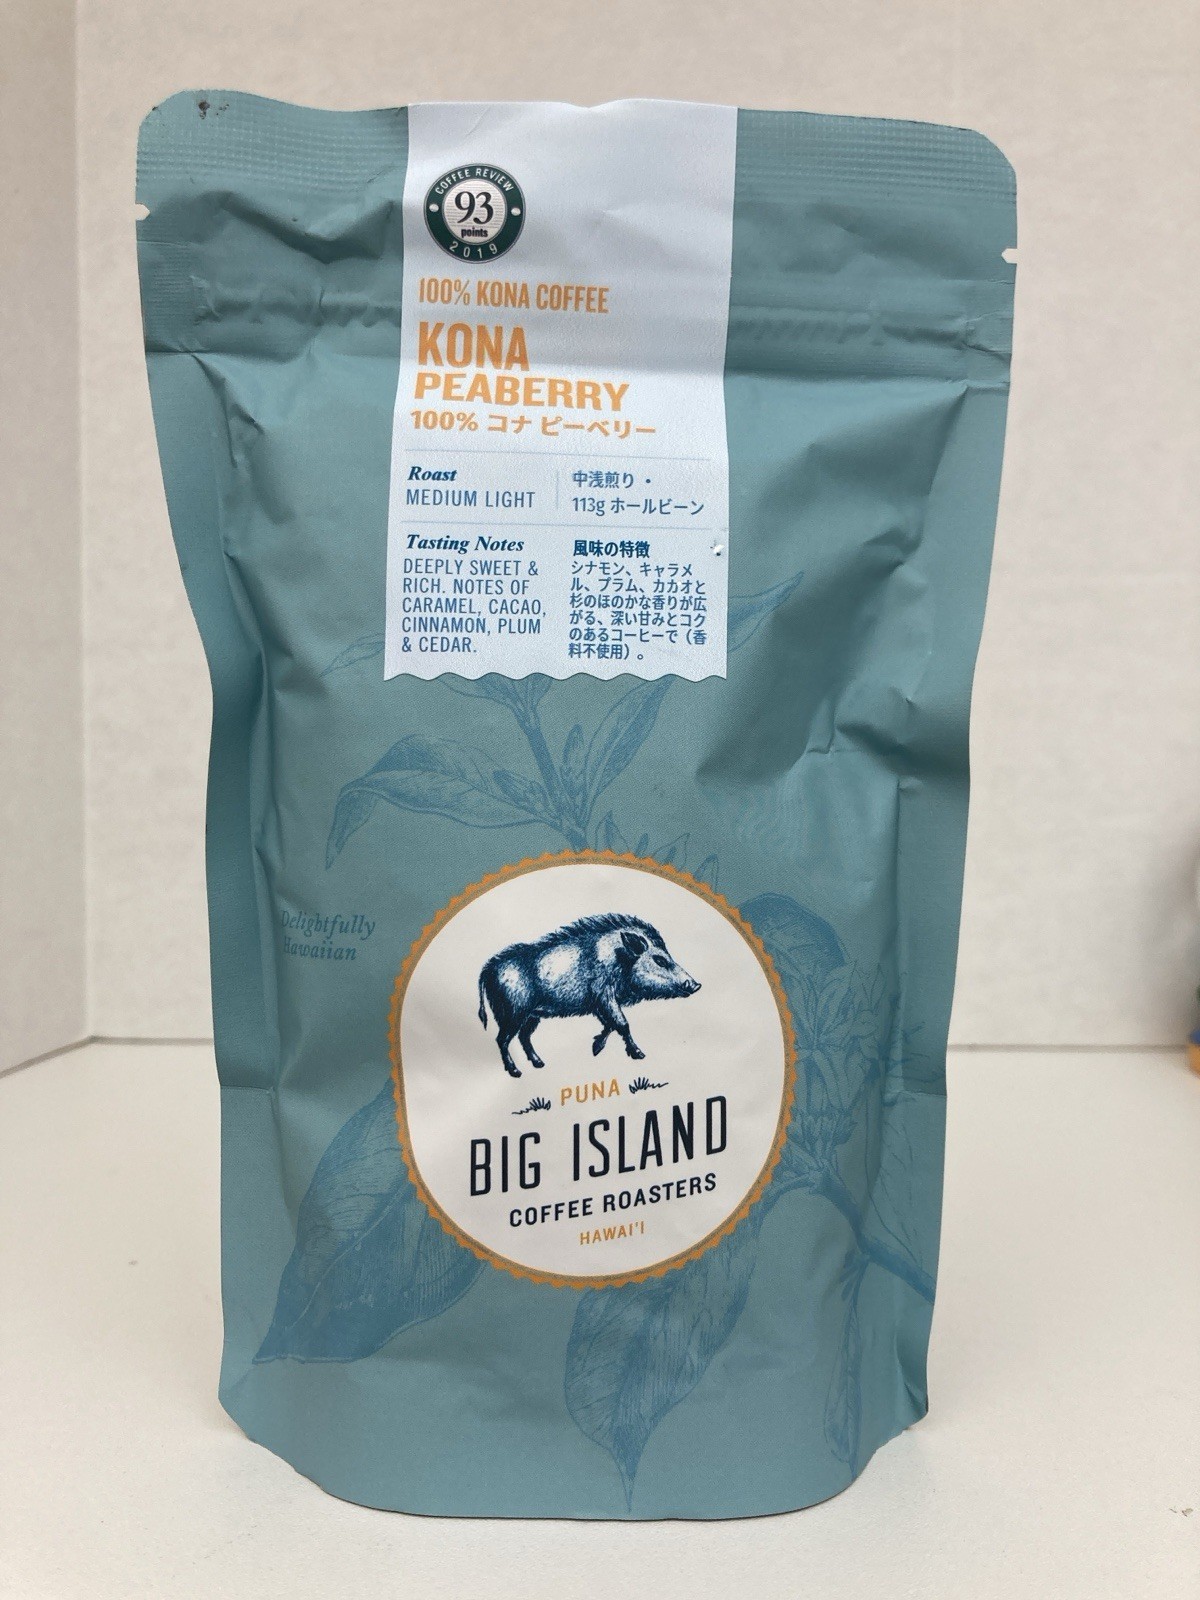 COFFEE REVIEW
93
points
2019
100% KONA COFFEE
KONA
PEABERRY
100% コナ ピーベリー
Roast
MEDIUM LIGHT
中浅煎り・
113g ホールビーン
Tasting Notes
DEEPLY SWEET &
RICH. NOTES OF
CARAMEL, CACAO,
CINNAMON, PLUM
& CEDAR.
風味の特徴
シナモン、キャラメ
ル、プラム、カカオと
杉のほのかな香りが広
がる、深い甘みとコク
のあるコーヒーで（香
料不使用）。
Delightfully
Hawaiian
PUNA
BIG ISLAND
COFFEE ROASTERS
HAWAI'I